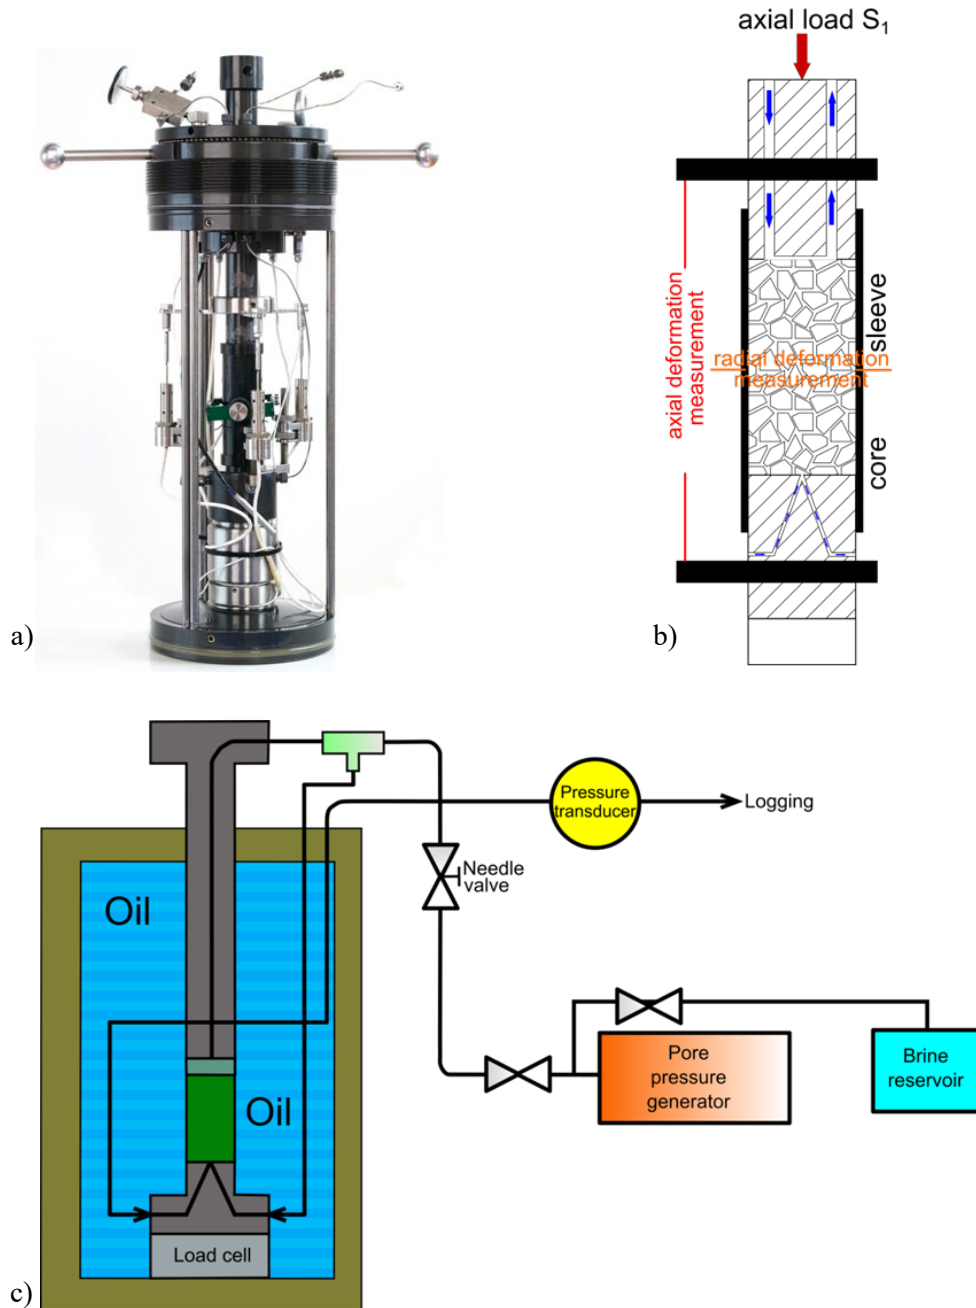 axial load S₁
axial deformation
measurement
radial deformation
measurement
sleeve
core
a)
b)
Pressure
transducer
Logging
Needle
valve
Oil
Oil
Pore
pressure
generator
Brine
reservoir
Load cell
c)